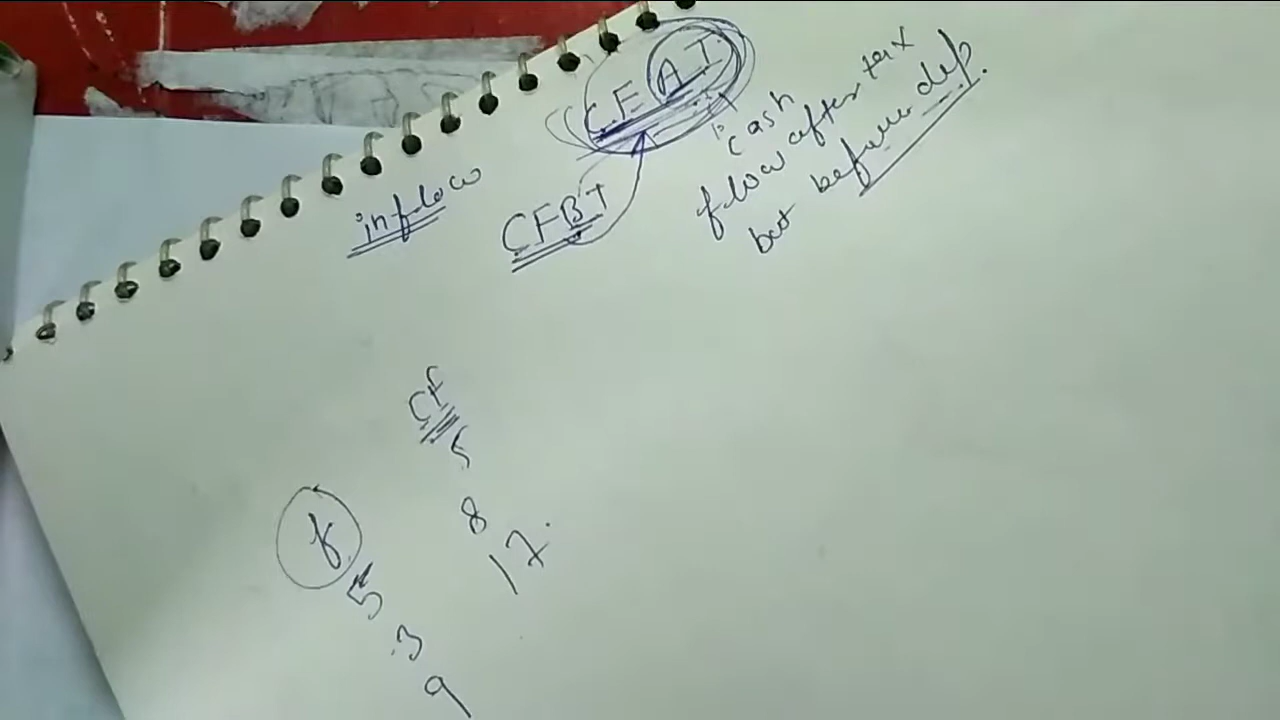 CFAT
cash
flow after tax
but before dep.
inflow
CFBT
cf
5
8
17.
f
5
3
9